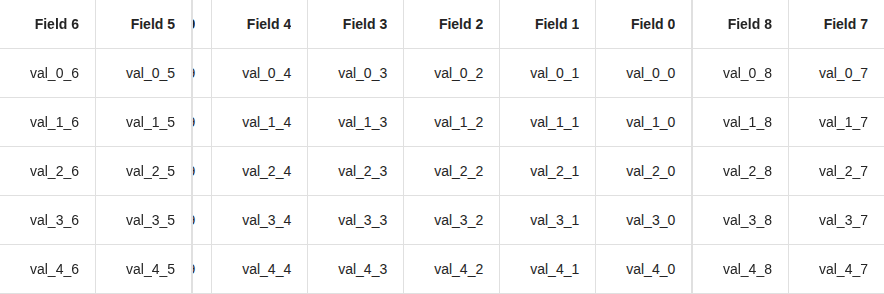 Field 6 Field 5 Field 4 Field 3 Field 2 Field 1 Field 0 Field 8 Field 7
val_0_6 val_0_5 val_0_4 val_0_3 val_0_2 val_0_1 val_0_0 val_0_8 val_0_7
val_1_6 val_1_5 val_1_4 val_1_3 val_1_2 val_1_1 val_1_0 val_1_8 val_1_7
val_2_6 val_2_5 val_2_4 val_2_3 val_2_2 val_2_1 val_2_0 val_2_8 val_2_7
val_3_6 val_3_5 val_3_4 val_3_3 val_3_2 val_3_1 val_3_0 val_3_8 val_3_7
val_4_6 val_4_5 val_4_4 val_4_3 val_4_2 val_4_1 val_4_0 val_4_8 val_4_7